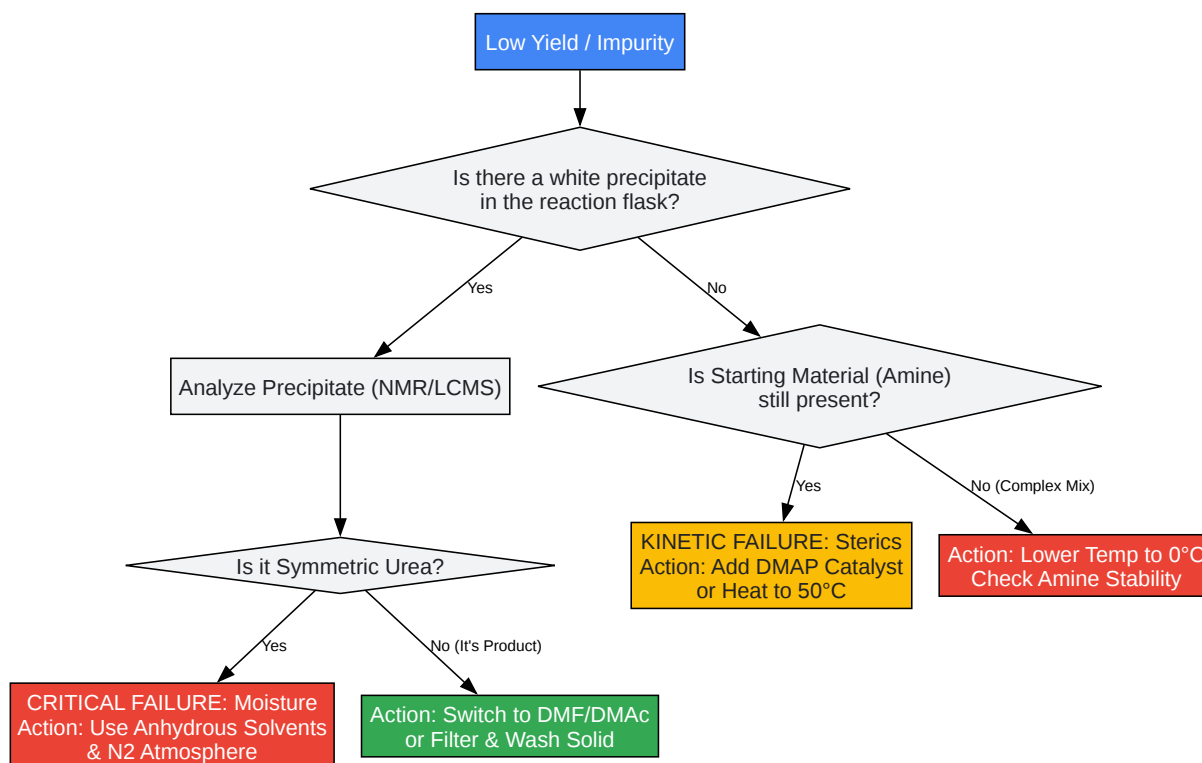 Low Yield / Impurity
Is there a white precipitate
in the reaction flask?
Yes
No
Analyze Precipitate (NMR/LCMS)
Is Starting Material (Amine)
still present?
Yes
No (Complex Mix)
KINETIC FAILURE: Sterics
Action: Add DMAP Catalyst
or Heat to 50°C
Action: Lower Temp to 0°C
Check Amine Stability
Is it Symmetric Urea?
Yes
No (It's Product)
CRITICAL FAILURE: Moisture
Action: Use Anhydrous Solvents
& N2 Atmosphere
Action: Switch to DMF/DMAc
or Filter & Wash Solid